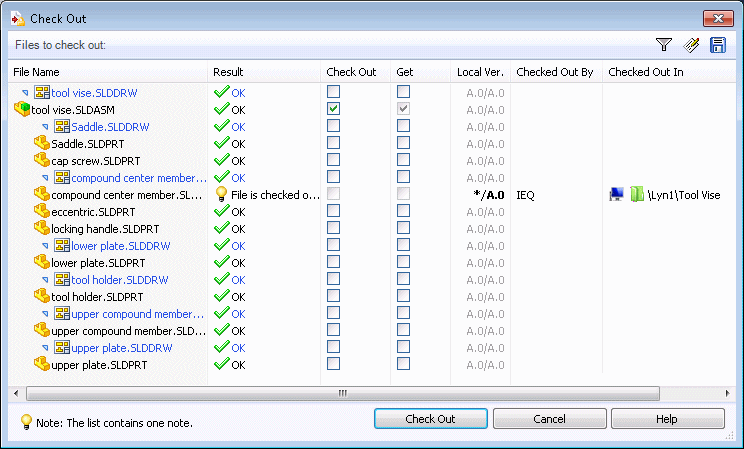 Check Out
Files to check out:
File Name Result Check Out Get Local Ver. Checked Out By Checked Out In
tool vise.SLDDRW OK A.0/A.0
tool vise.SLDASM OK A.0/A.0
Saddle.SLDDRW OK A.0/A.0
Saddle.SLDPRT OK A.0/A.0
cap screw.SLDPRT OK A.0/A.0
compound center member... OK A.0/A.0
compound center member.SL... File is checked o... */A.0 IEQ \Lyn1\Tool Vise
eccentric.SLDPRT OK A.0/A.0
locking handle.SLDPRT OK A.0/A.0
lower plate.SLDDRW OK A.0/A.0
lower plate.SLDPRT OK A.0/A.0
tool holder.SLDDRW OK A.0/A.0
tool holder.SLDPRT OK A.0/A.0
upper compound member... OK A.0/A.0
upper compound member.SLD... OK A.0/A.0
upper plate.SLDDRW OK A.0/A.0
upper plate.SLDPRT OK A.0/A.0
Note: The list contains one note. Check Out Cancel Help